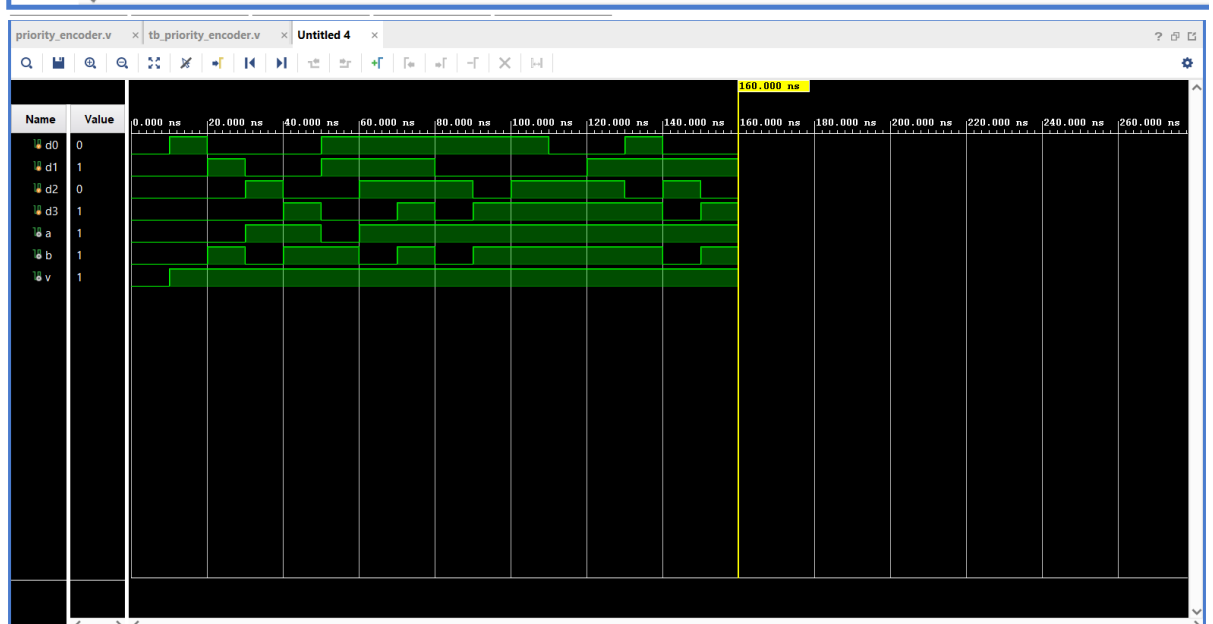 priority_encoder.v × tb_priority_encoder.v × Untitled 4 × ?
160.000 ns
Name Value 0.000 ns 20.000 ns 40.000 ns 60.000 ns 80.000 ns 100.000 ns 120.000 ns 140.000 ns 160.000 ns 180.000 ns 200.000 ns 220.000 ns 240.000 ns 260.000 ns
d0 0
d1 1
d2 0
d3 1
a 1
b 1
v 1